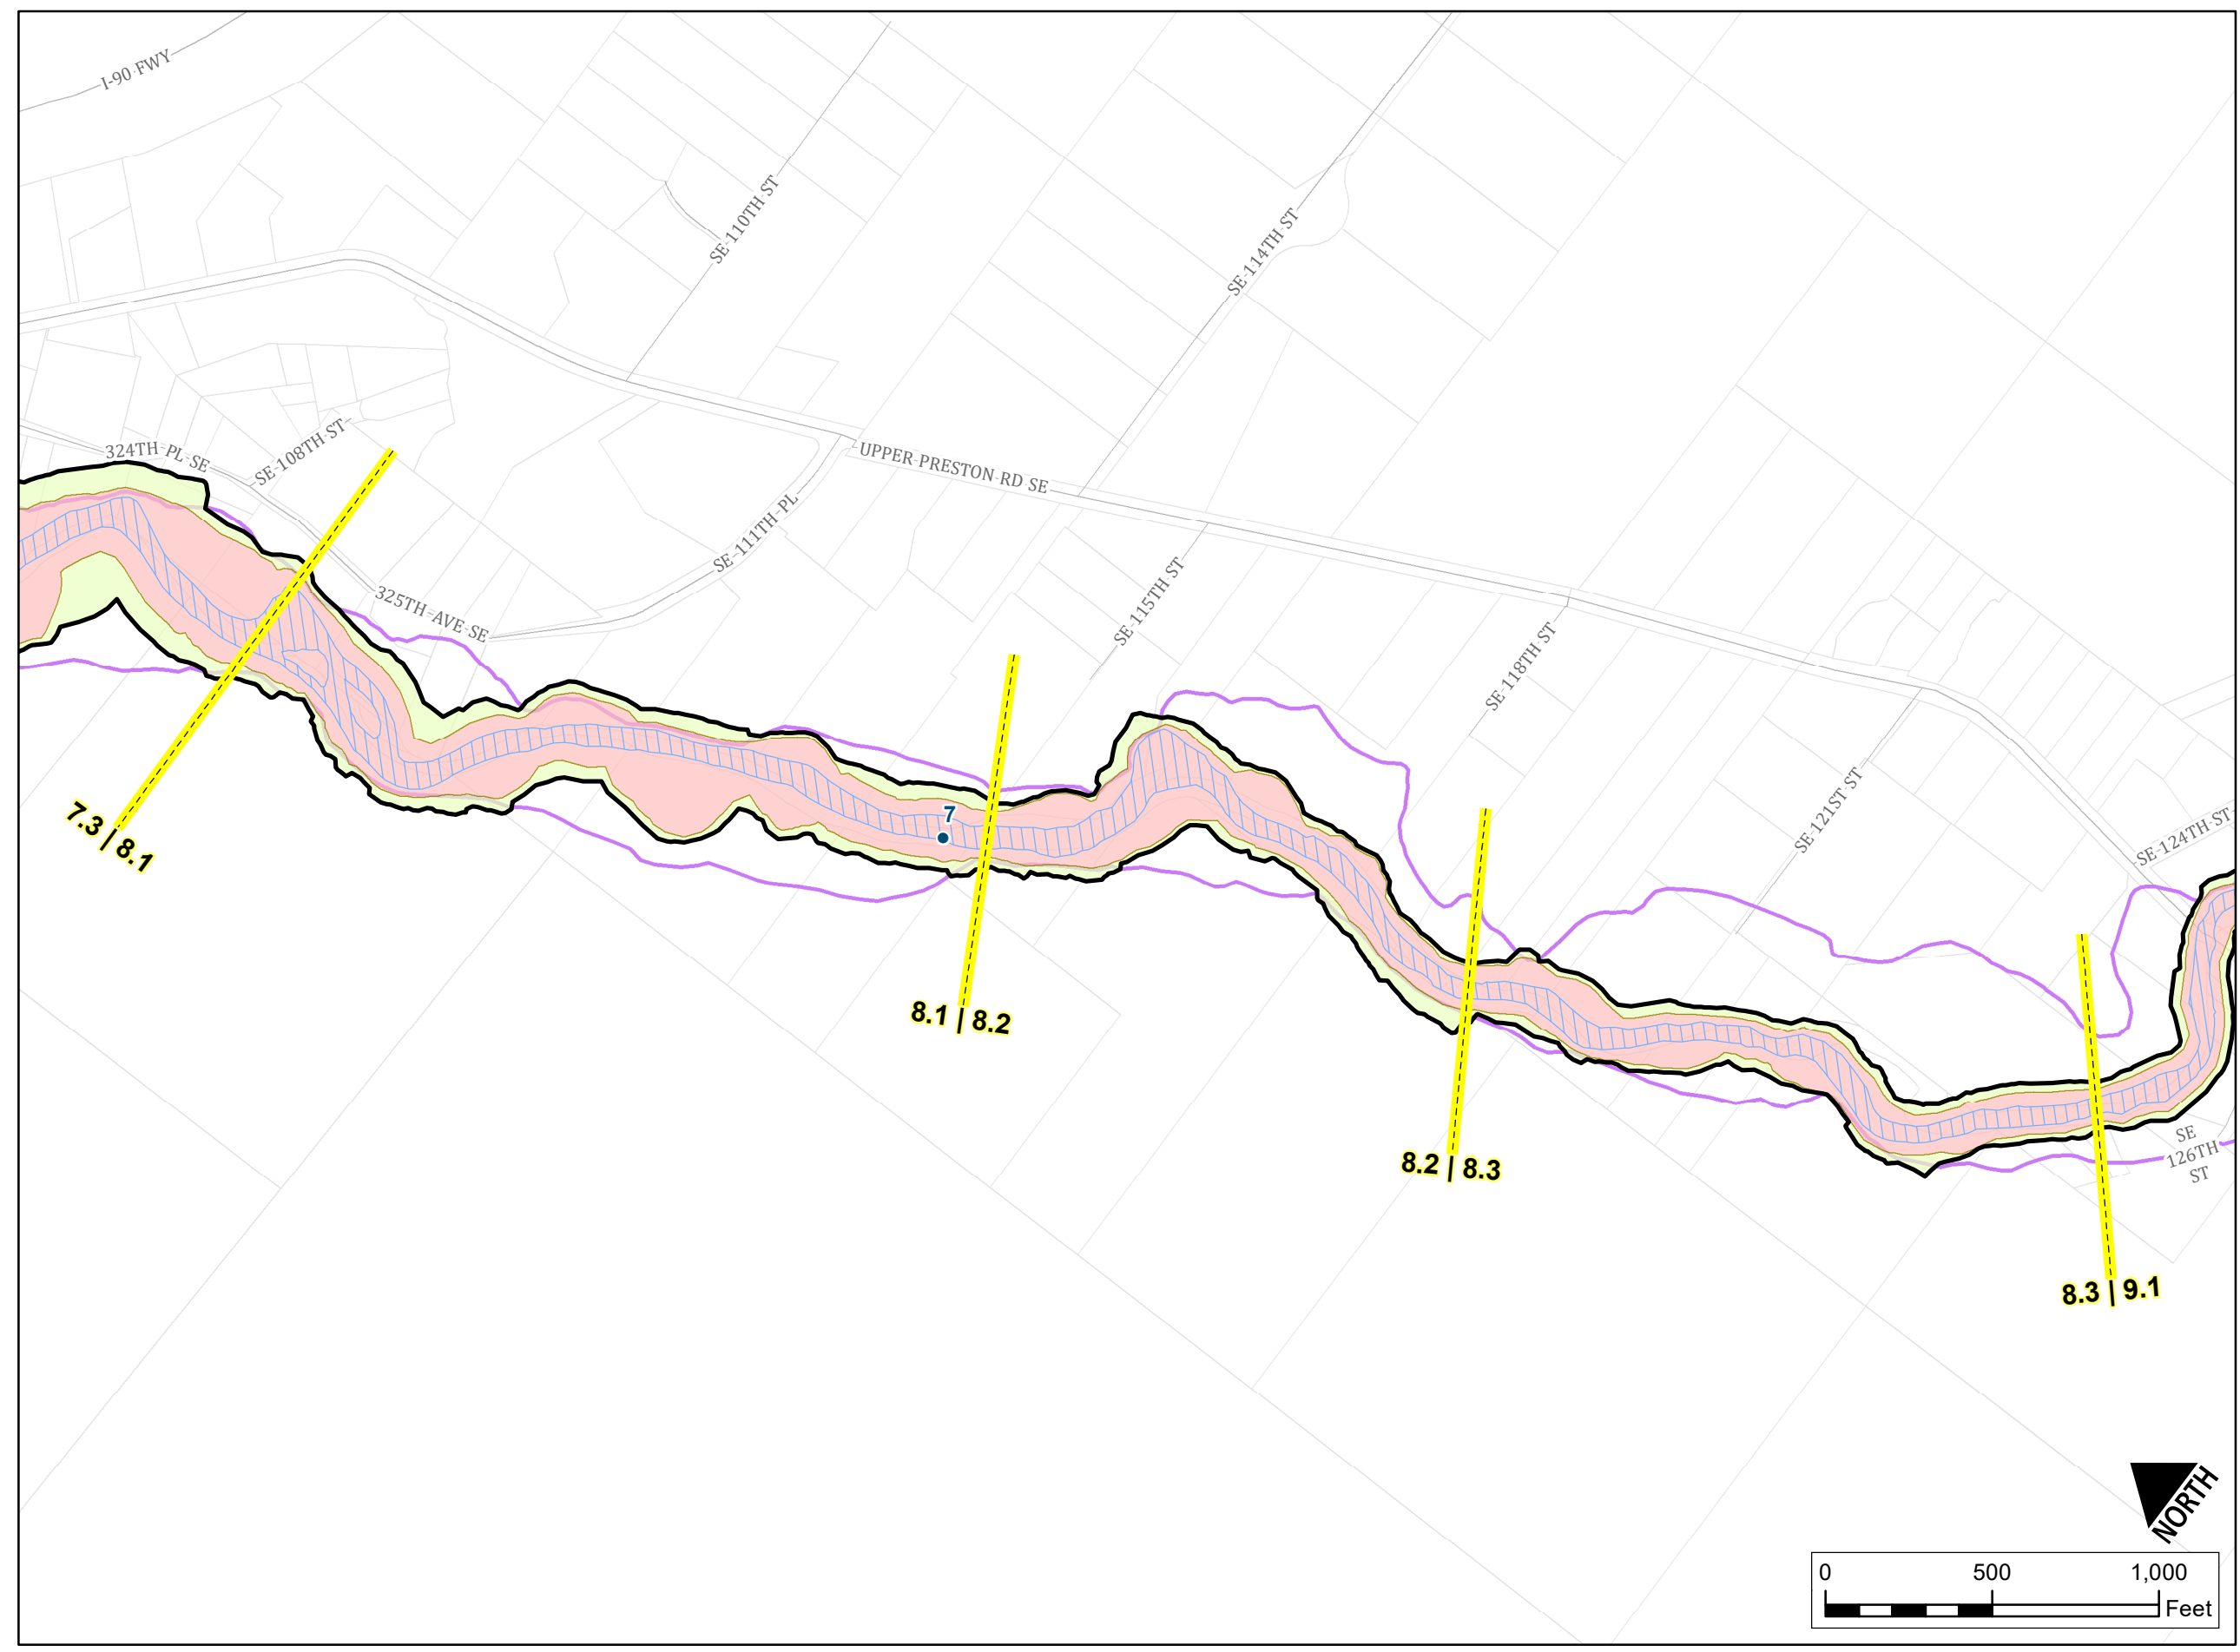 I-90 FWY
SE 110TH ST
SE 114TH ST
324TH PL SE
SE 108TH ST
UPPER PRESTON RD SE
SE 111TH PL
325TH AVE SE
SE 115TH ST
SE 118TH ST
SE 121ST ST
SE 124TH ST
7
7.3 | 8.1
8.1 | 8.2
8.2 | 8.3
SE
126TH
ST
8.3 | 9.1
NORTH
0 500 1,000
Feet